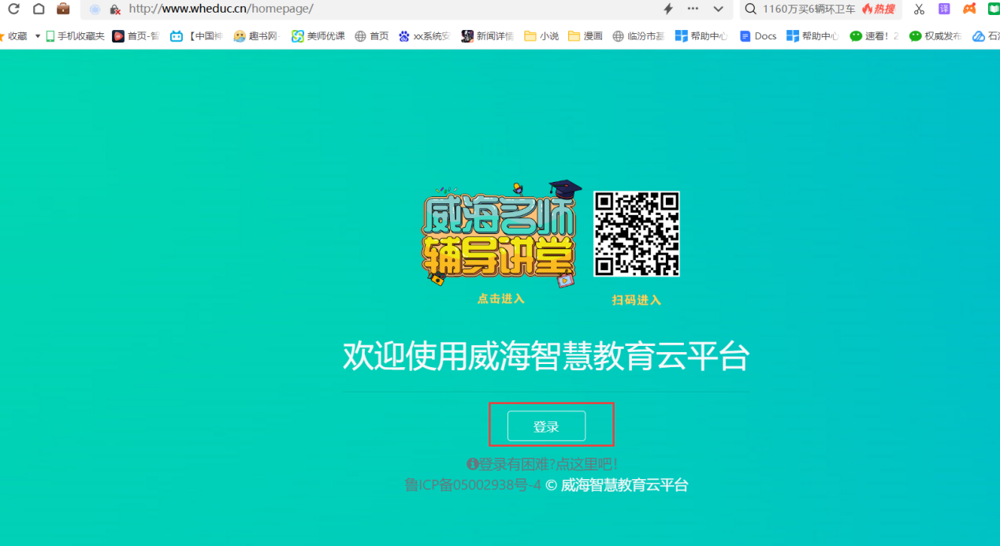 http://www.wheduc.cn/homepage/
1160万买6辆环卫车 热搜
译
收藏 手机收藏夹 首页-智 【中国神 趣书网 美师优课 首页 xx系统安 新闻详情 小说 漫画 临汾市基 帮助中心 Docs 帮助中心 速看！2 权威发布 石油
威海名师
辅导讲堂
点击进入
扫码进入
欢迎使用威海智慧教育云平台
登录
登录有困难?点这里吧!
鲁ICP备05002938号-4 © 威海智慧教育云平台